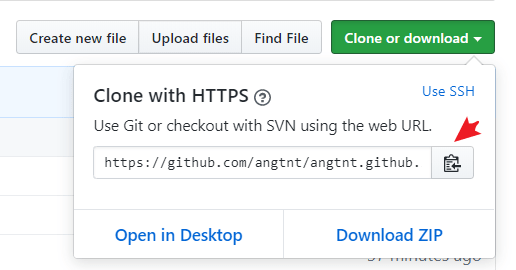 Create new file Upload files Find File Clone or download
Clone with HTTPS ?
Use SSH
Use Git or checkout with SVN using the web URL.
https://github.com/angtnt/angtnt.github.
Open in Desktop Download ZIP
minutes ago